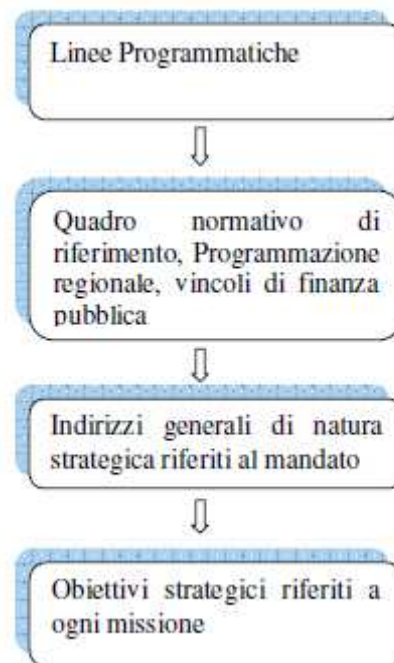 Linee Programmatiche
Quadro normativo di
riferimento, Programmazione
regionale, vincoli di finanza
pubblica
Indirizzi generali di natura
strategica riferiti al mandato
Obiettivi strategici riferiti a
ogni missione